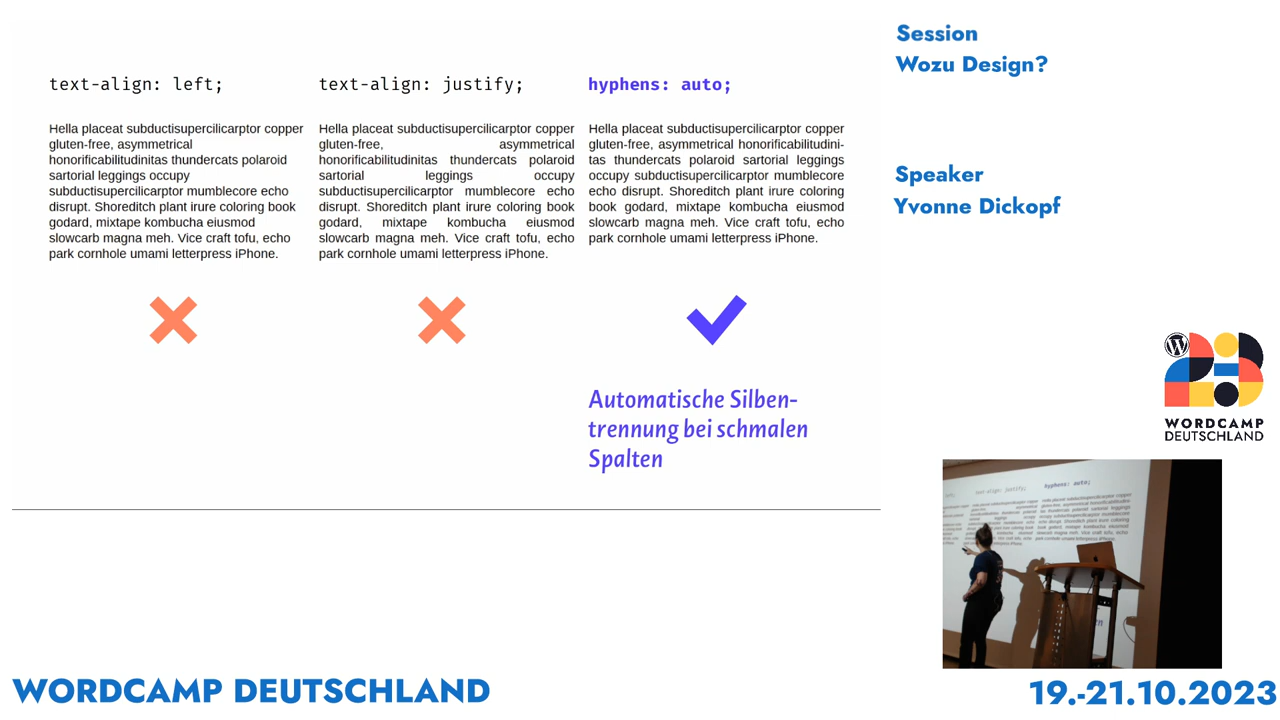 text-align: left;
Hella placeat subductisupercilicarptor copper
gluten-free, asymmetrical
honorificabilitudinitas thundercats polaroid
sartorial leggings occupy
subductisupercilicarptor mumblecore echo
disrupt. Shoreditch plant irure coloring book
godard, mixtape kombucha eiusmod
slowcarb magna meh. Vice craft tofu, echo
park cornhole umami letterpress iPhone.
text-align: justify;
Hella placeat subductisupercilicarptor copper
gluten-free, asymmetrical
honorificabilitudinitas thundercats polaroid
sartorial leggings occupy
subductisupercilicarptor mumblecore echo
disrupt. Shoreditch plant irure coloring book
godard, mixtape kombucha eiusmod
slowcarb magna meh. Vice craft tofu, echo
park cornhole umami letterpress iPhone.
hyphens: auto;
Hella placeat subductisupercilicarptor copper
gluten-free, asymmetrical honorificabilitudini-
tas thundercats polaroid sartorial leggings
occupy subductisupercilicarptor mumblecore
echo disrupt. Shoreditch plant irure coloring
book godard, mixtape kombucha eiusmod
slowcarb magna meh. Vice craft tofu, echo
park cornhole umami letterpress iPhone.
Automatische Silben-
trennung bei schmalen
Spalten
Session
Wozu Design?
Speaker
Yvonne Dickopf
WORDCAMP
DEUTSCHLAND
text-align: justify;
hyphens: auto;
WORDCAMP DEUTSCHLAND
19.-21.10.2023